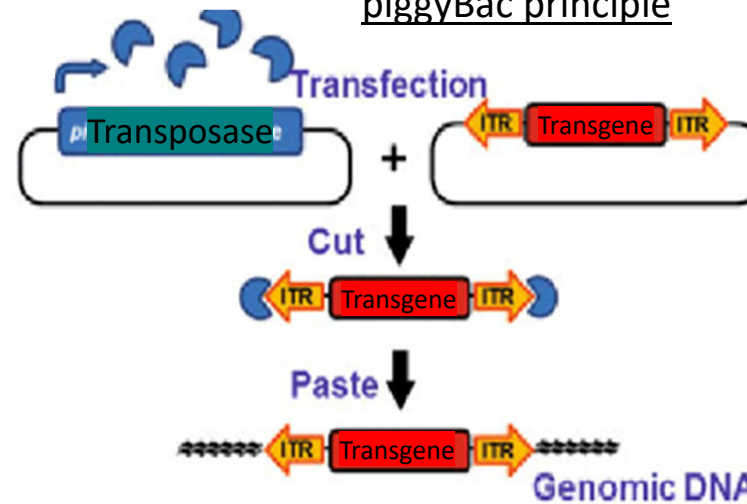 piggyBac principle
Transfection
Transposase
ITR Transgene ITR
+
Cut
ITR Transgene ITR
Paste
ITR Transgene ITR
Genomic DNA